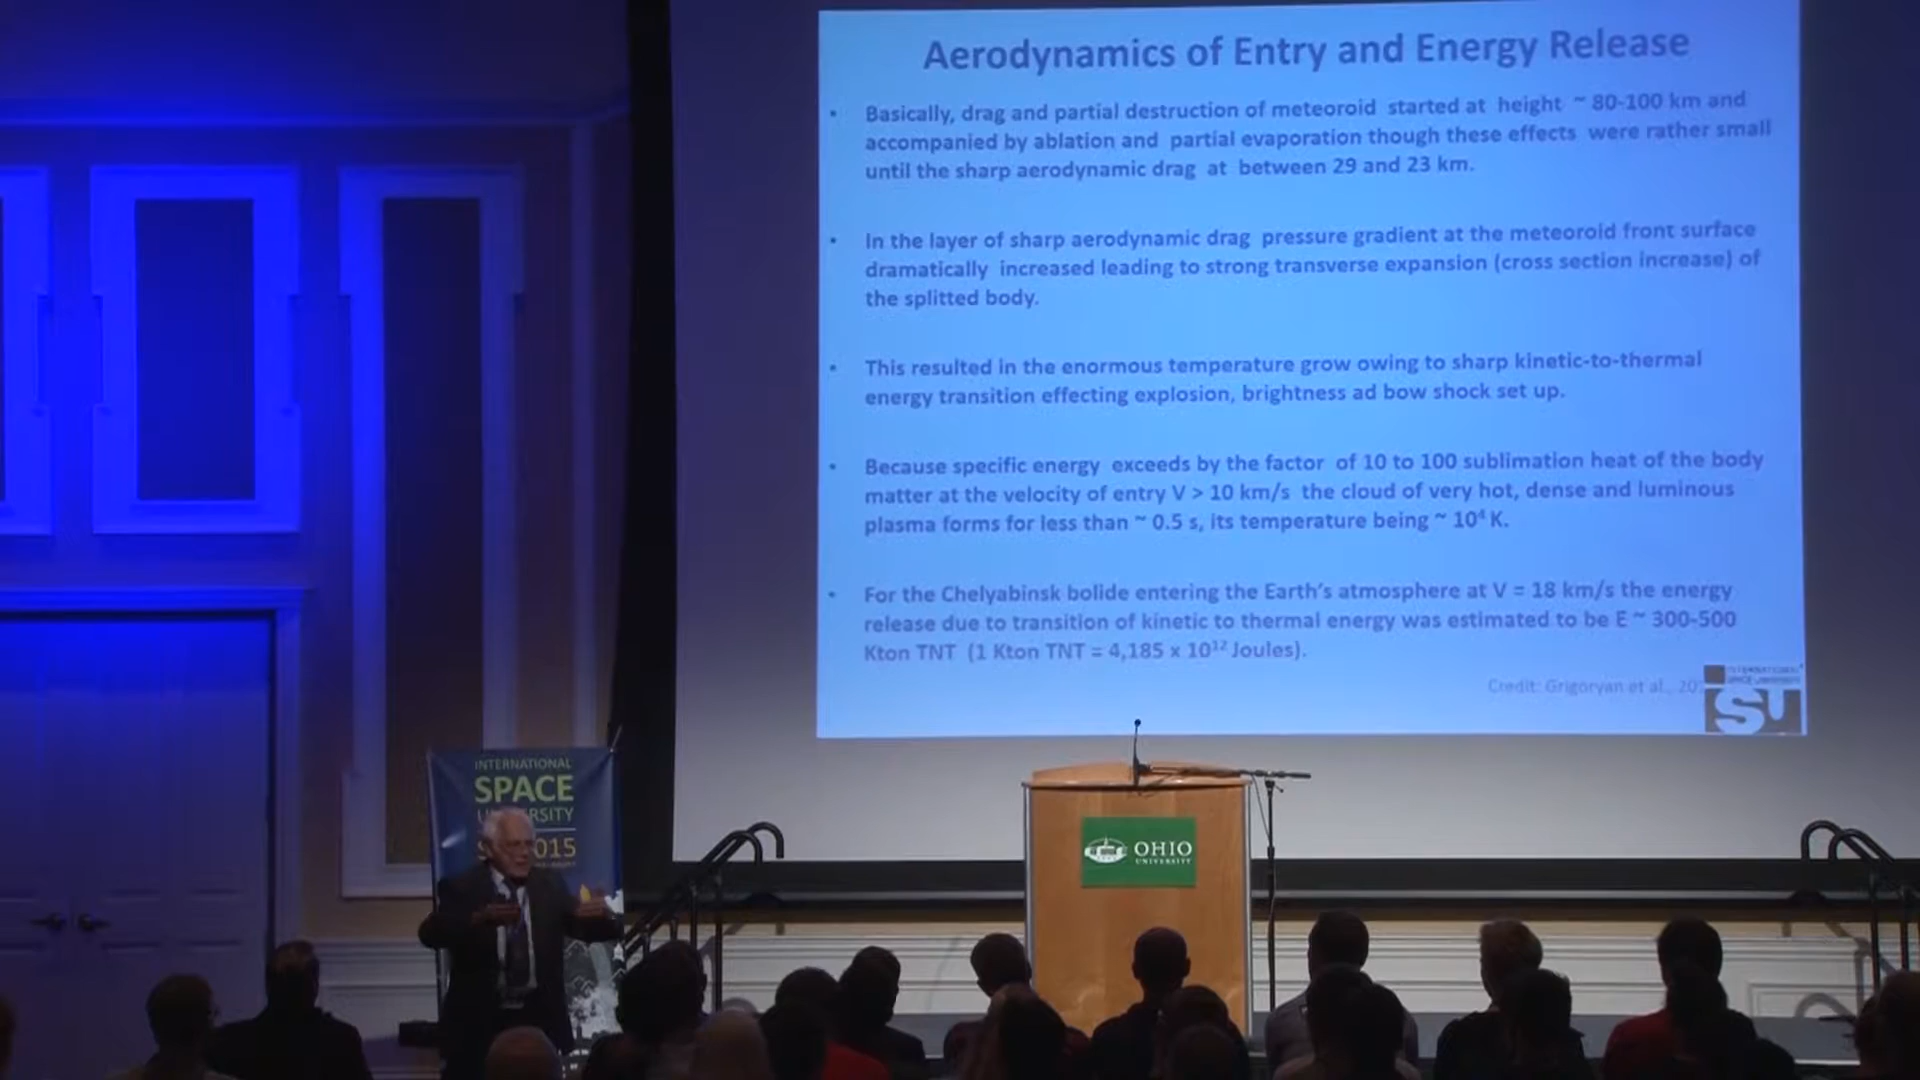 Aerodynamics of Entry and Energy Release
• Basically, drag and partial destruction of meteoroid started at height ~ 80-100 km and
accompanied by ablation and partial evaporation though these effects were rather small
until the sharp aerodynamic drag at between 29 and 23 km.
• In the layer of sharp aerodynamic drag pressure gradient at the meteoroid front surface
dramatically increased leading to strong transverse expansion (cross section increase) of
the splitted body.
• This resulted in the enormous temperature grow owing to sharp kinetic-to-thermal
energy transition effecting explosion, brightness ad bow shock set up.
• Because specific energy exceeds by the factor of 10 to 100 sublimation heat of the body
matter at the velocity of entry V > 10 km/s the cloud of very hot, dense and luminous
plasma forms for less than ~ 0.5 s, its temperature being ~ 10⁴ K.
• For the Chelyabinsk bolide entering the Earth's atmosphere at V = 18 km/s the energy
release due to transition of kinetic to thermal energy was estimated to be E ~ 300-500
Kton TNT (1 Kton TNT = 4,185 x 10¹² Joules).
Credit: Grigoryan et al., 20
INTERNATIONAL
SPACE UNIVERSITY
ISU
INTERNATIONAL
SPACE
RSITY
015
OHIO
UNIVERSITY